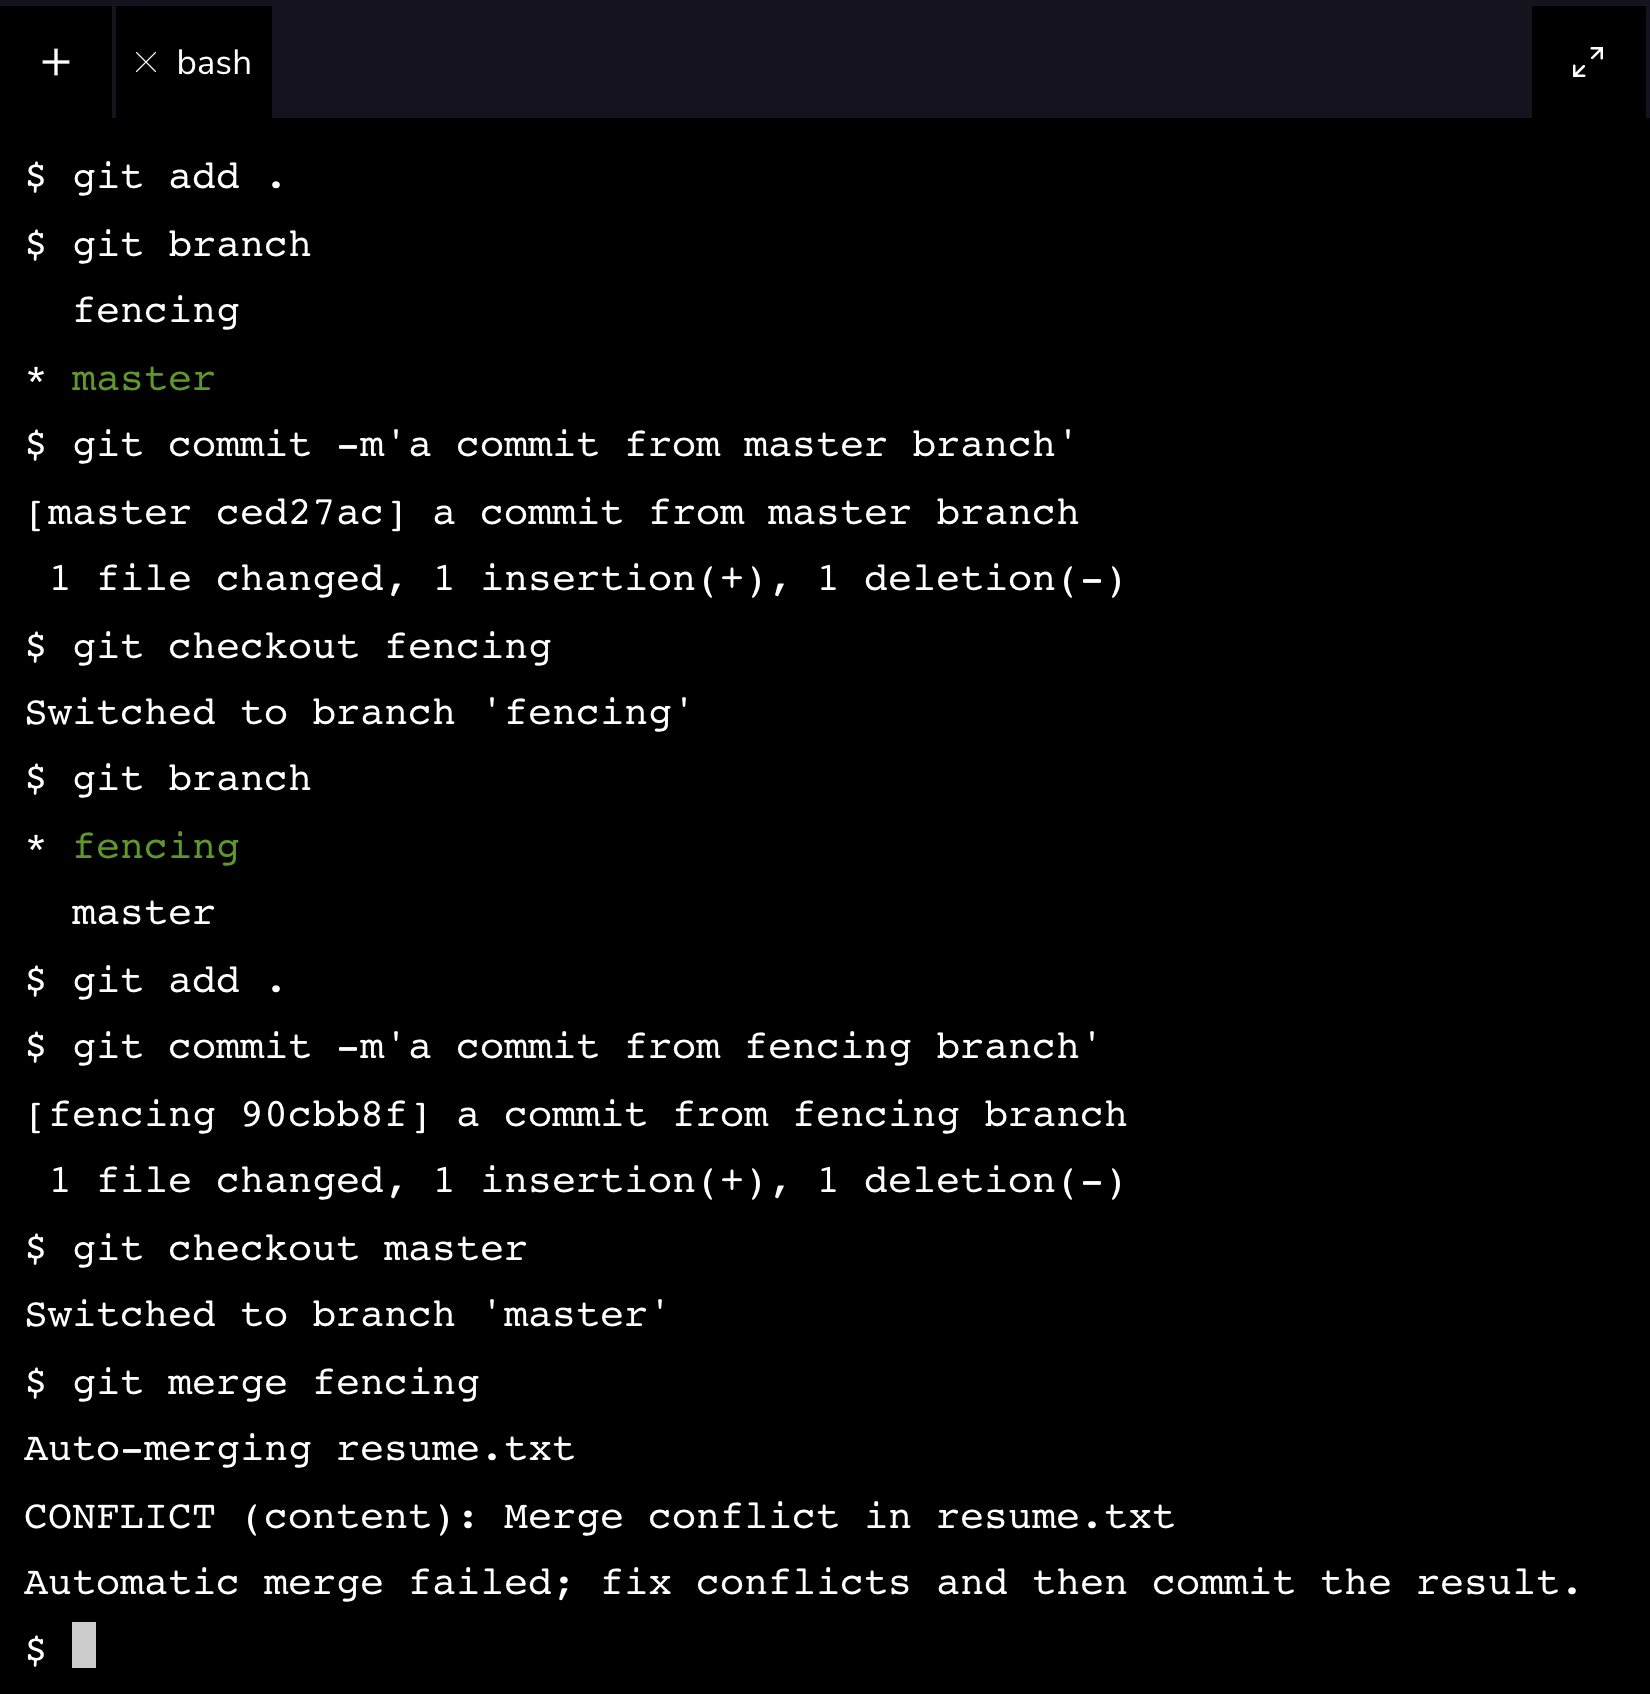 + × bash
$ git add .
$ git branch
  fencing
* master
$ git commit -m'a commit from master branch'
[master ced27ac] a commit from master branch
 1 file changed, 1 insertion(+), 1 deletion(-)
$ git checkout fencing
Switched to branch 'fencing'
$ git branch
* fencing
  master
$ git add .
$ git commit -m'a commit from fencing branch'
[fencing 90cbb8f] a commit from fencing branch
 1 file changed, 1 insertion(+), 1 deletion(-)
$ git checkout master
Switched to branch 'master'
$ git merge fencing
Auto-merging resume.txt
CONFLICT (content): Merge conflict in resume.txt
Automatic merge failed; fix conflicts and then commit the result.
$